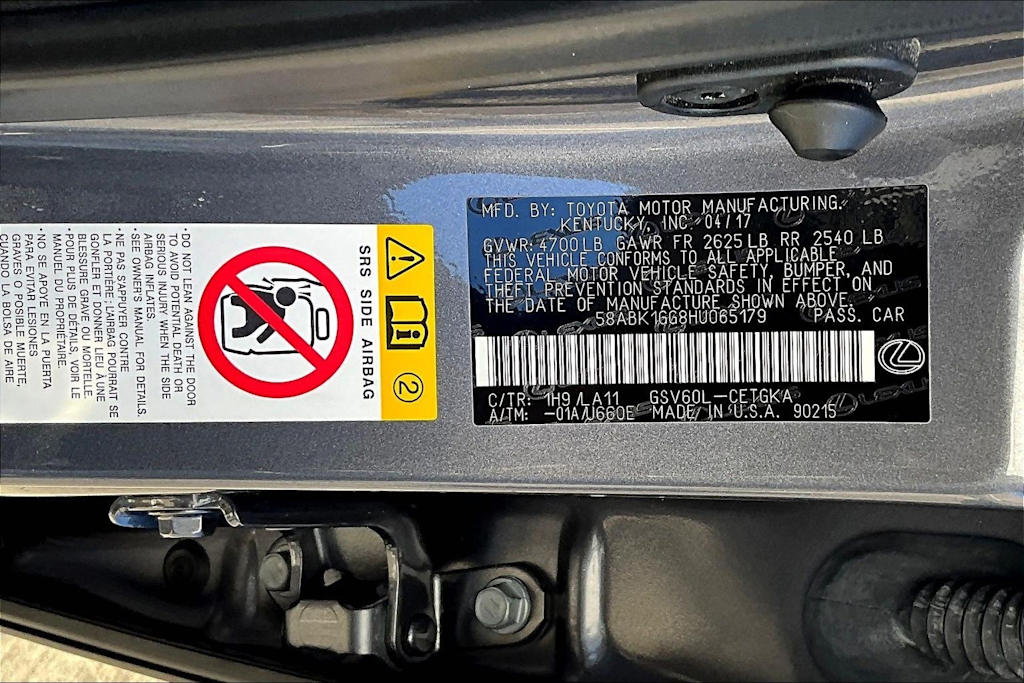 MFD. BY: TOYOTA MOTOR MANUFACTURING.
KENTUCKY, INC 04/17
GVWR: 4700LB GAWR FR 2625LB RR 2540 LB
THIS VEHICLE CONFORMS TO ALL APPLICABLE
FEDERAL MOTOR VEHICLE SAFETY, BUMPER, AND
THEFT PREVENTION STANDARDS IN EFFECT ON
THE DATE OF MANUFACTURE SHOWN ABOVE.
58ABK1GG8HU065179 PASS. CAR
C/TR: 1H9/LA11 GSV60L-CETGKA
A/TM: -01A/U660E MADE IN U.S.A. 90215
LEXUS
SRS SIDE AIRBAG
2
•DO NOT LEAN AGAINST THE DOOR
TO AVOID POTENTIAL DEATH OR
SERIOUS INJURY WHEN THE SIDE
AIRBAG INFLATES.
•SEE OWNER'S MANUAL FOR DETAILS.
•NE PAS S'APPUYER CONTRE
LA PORTIÈRE; L'AIRBAG POURRAIT SE
GONFLER ET DONNER LIEU À UNE
BLESSURE GRAVE OU MORTELLE.
•POUR PLUS DE DÉTAILS, VOIR LE
MANUEL DU PROPRIÉTAIRE.
•NO SE APOYE EN LA PUERTA
PARA EVITAR LESIONES
GRAVES O POSIBLE MUERTE,
CUANDO LA BOLSA DE AIRE